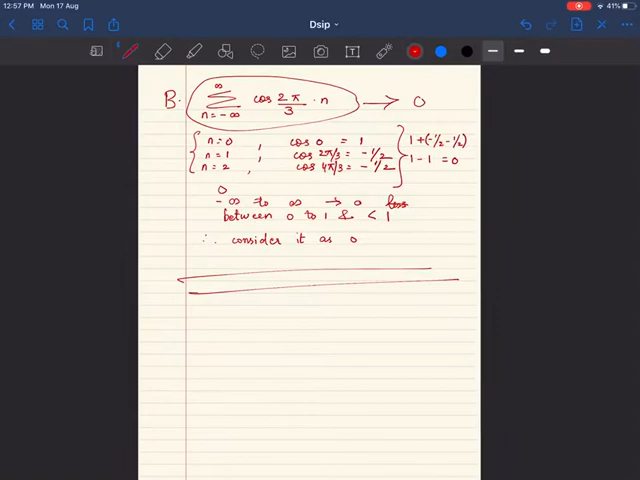 12:57 PM Mon 17 Aug
41%
Dsip
B. ∑ n=-∞ ∞ cos 2π/3 · n → 0
n=0 , cos 0 = 1
n=1 , cos 2π/3 = -1/2
n=2 , cos 4π/3 = -1/2
1+(-1/2-1/2)
1-1 = 0
0
-∞ to ∞ → 0 less
between 0 to 1 & < 1
∴ consider it as 0